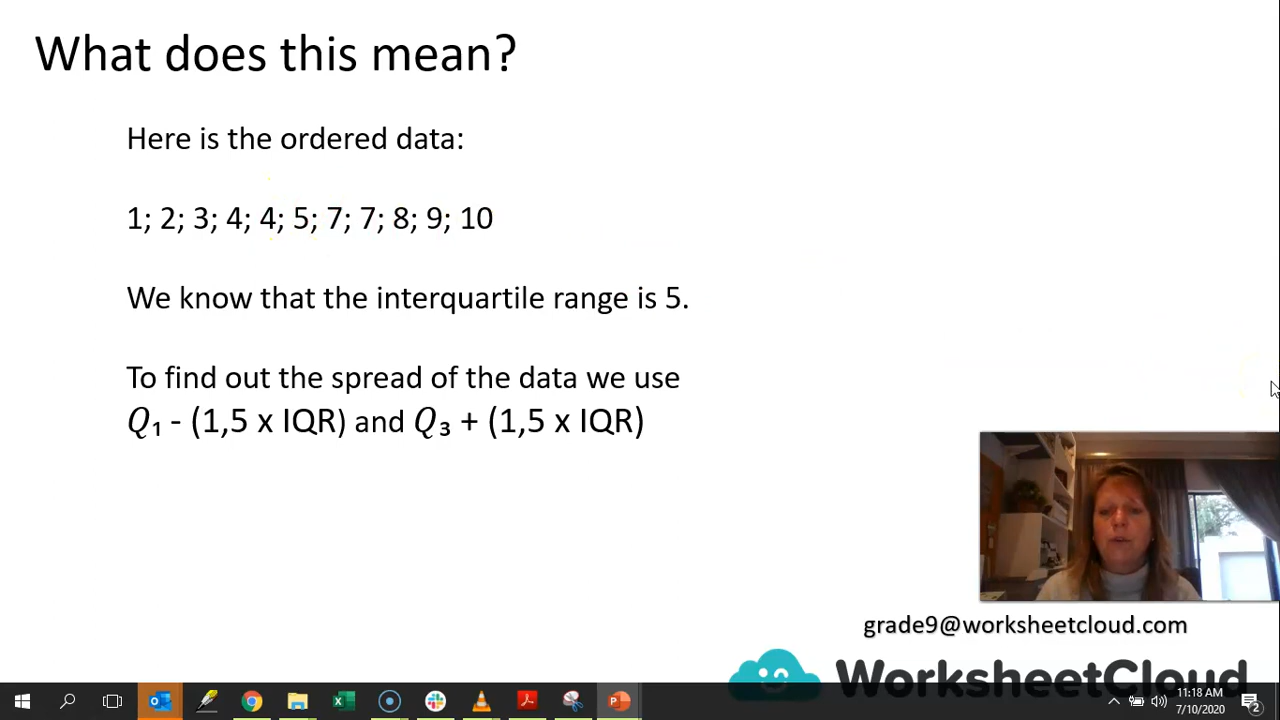 What does this mean?
Here is the ordered data:
1; 2; 3; 4; 4; 5; 7; 7; 8; 9; 10
We know that the interquartile range is 5.
To find out the spread of the data we use
Q₁ - (1,5 x IQR) and Q₃ + (1,5 x IQR)
grade9@worksheetcloud.com
WorksheetCloud
11:18 AM
7/10/2020
2